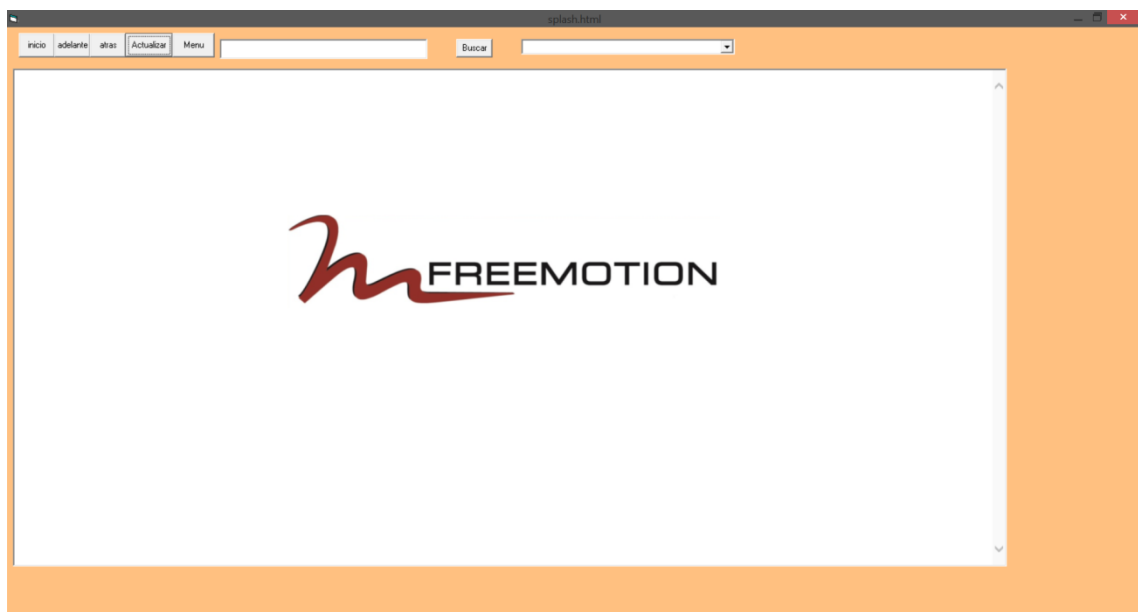 splash.html
inicio adelante atras Actualizar Menu Buscar
FREEMOTION